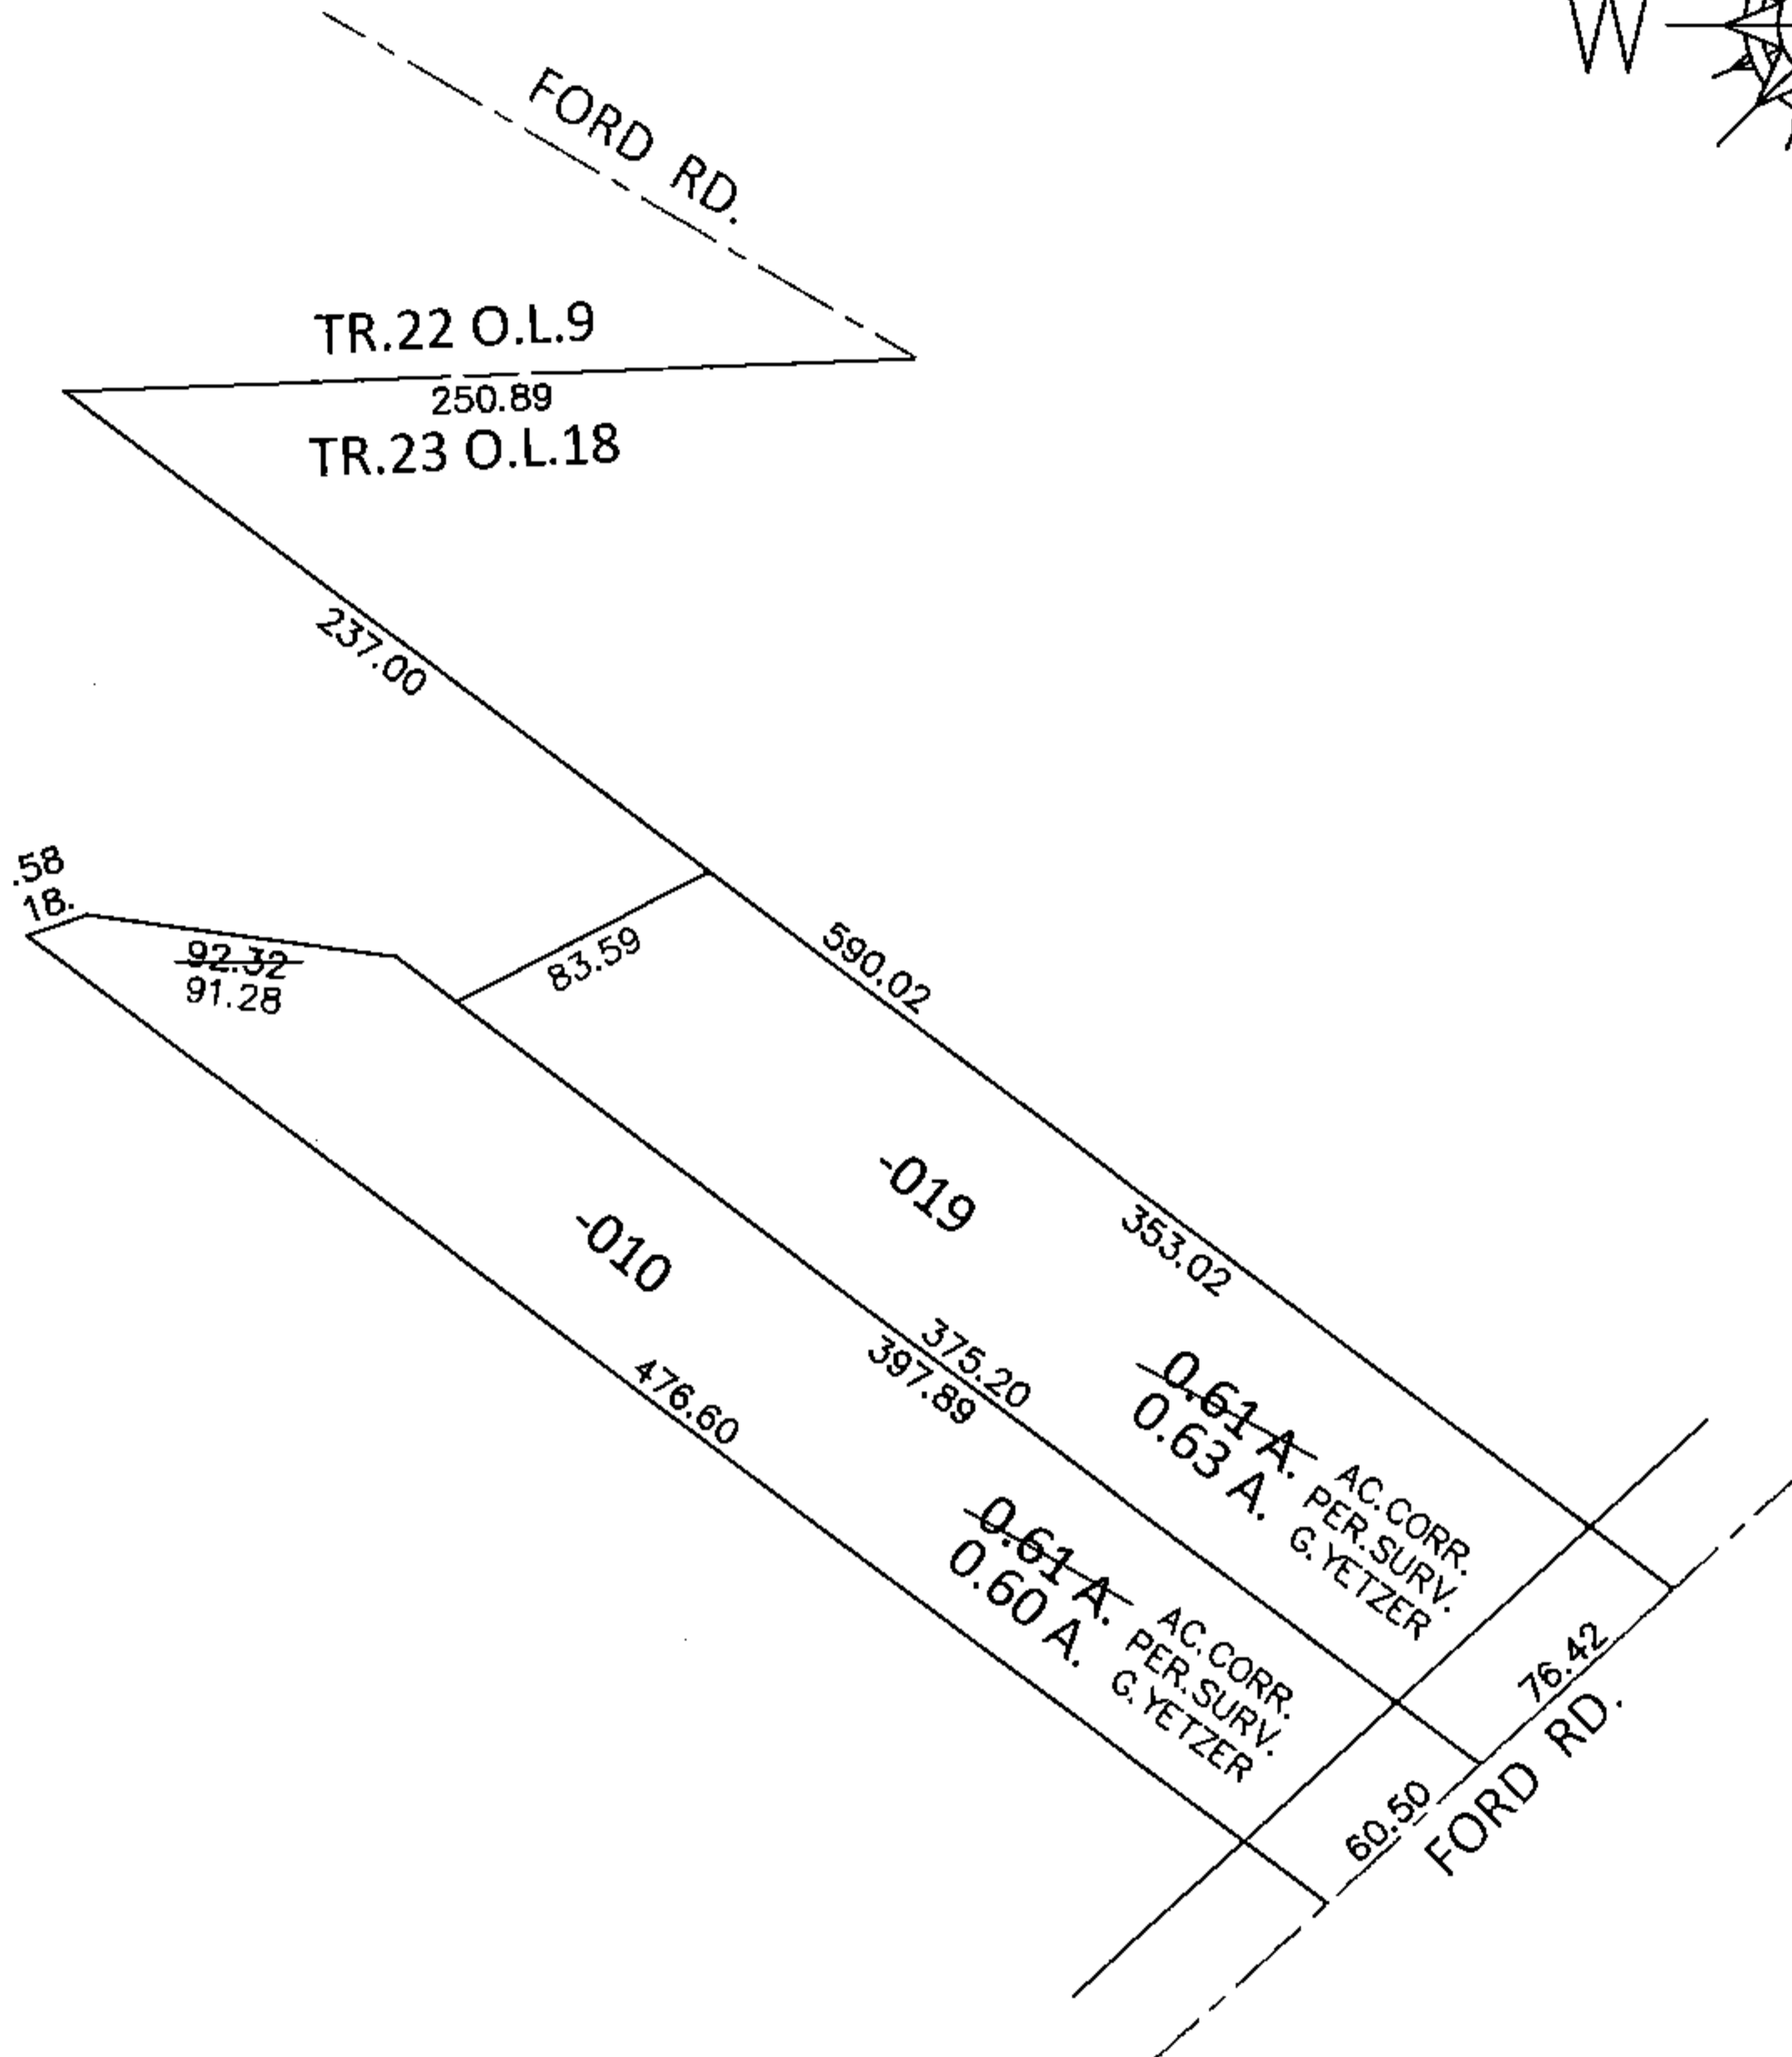 W
FORD RD.
TR.22 O.L.9
250.89
TR.23 O.L.18
237.00
.58
18.
92.32
91.28
83.59
590.02
-019
353.02
-010
375.20
397.89
476.60
0.61 A.
0.63 A.
AC.CORR.
PER.SURV.
G.YETZER
0.61 A.
0.60 A.
AC.CORR.
PER.SURV.
G.YETZER
76.42
60.50
FORD RD.